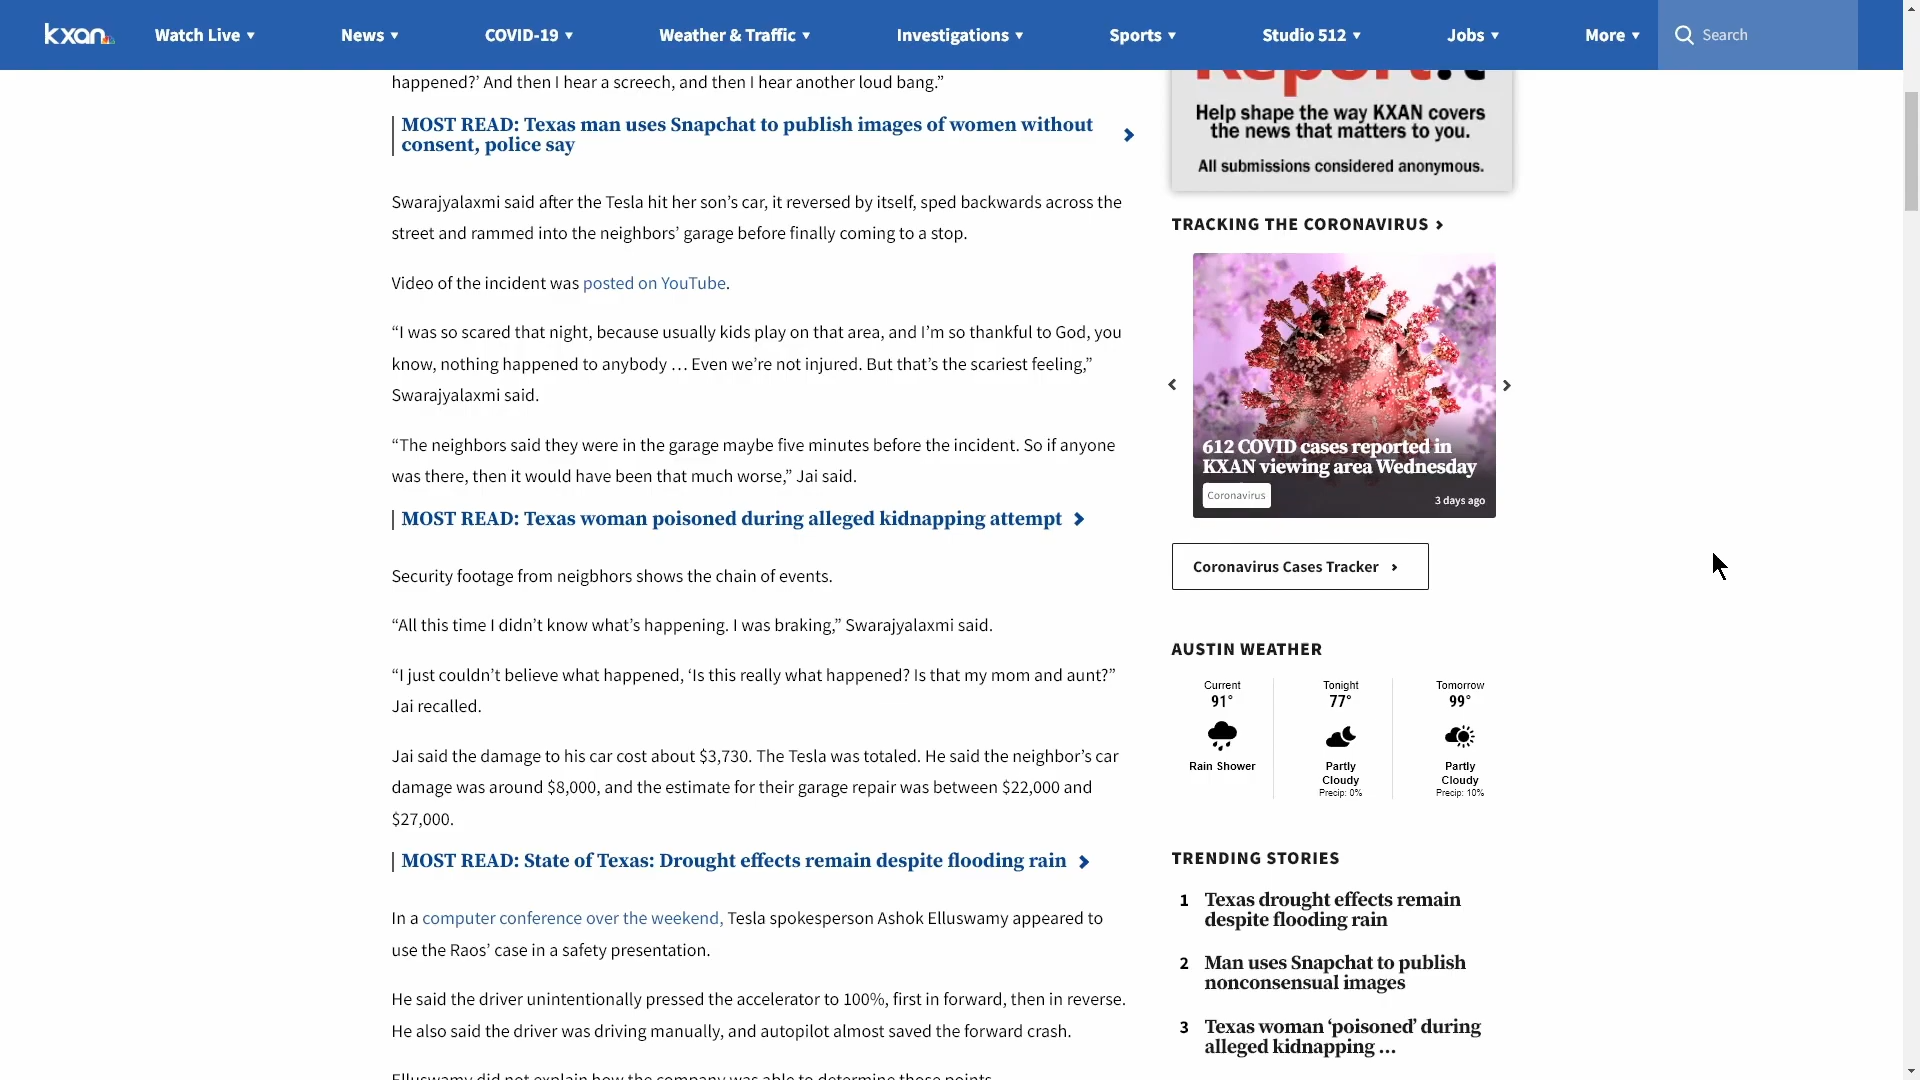 kxan
Watch Live ▾ News ▾ COVID-19 ▾ Weather & Traffic ▾ Investigations ▾ Sports ▾ Studio 512 ▾ Jobs ▾ More ▾ Search
happened?’ And then I hear a screech, and then I hear another loud bang.”
MOST READ: Texas man uses Snapchat to publish images of women without
consent, police say
Swarajyalaxmi said after the Tesla hit her son’s car, it reversed by itself, sped backwards across the
street and rammed into the neighbors’ garage before finally coming to a stop.
Video of the incident was posted on YouTube.
“I was so scared that night, because usually kids play on that area, and I’m so thankful to God, you
know, nothing happened to anybody … Even we’re not injured. But that’s the scariest feeling,”
Swarajyalaxmi said.
“The neighbors said they were in the garage maybe five minutes before the incident. So if anyone
was there, then it would have been that much worse,” Jai said.
MOST READ: Texas woman poisoned during alleged kidnapping attempt
Security footage from neigbhors shows the chain of events.
“All this time I didn’t know what’s happening. I was braking,” Swarajyalaxmi said.
“I just couldn’t believe what happened, ‘Is this really what happened? Is that my mom and aunt?”
Jai recalled.
Jai said the damage to his car cost about $3,730. The Tesla was totaled. He said the neighbor’s car
damage was around $8,000, and the estimate for their garage repair was between $22,000 and
$27,000.
MOST READ: State of Texas: Drought effects remain despite flooding rain
In a computer conference over the weekend, Tesla spokesperson Ashok Elluswamy appeared to
use the Raos’ case in a safety presentation.
He said the driver unintentionally pressed the accelerator to 100%, first in forward, then in reverse.
He also said the driver was driving manually, and autopilot almost saved the forward crash.
Elluswamy did not explain how the company was able to determine those points.
Report It
Help shape the way KXAN covers
the news that matters to you.
All submissions considered anonymous.
TRACKING THE CORONAVIRUS ›
612 COVID cases reported in
KXAN viewing area Wednesday
Coronavirus
3 days ago
Coronavirus Cases Tracker ›
AUSTIN WEATHER
Current Tonight Tomorrow
91° 77° 99°
Rain Shower Partly Partly
Cloudy Cloudy
Precip: 0% Precip: 10%
TRENDING STORIES
1 Texas drought effects remain
despite flooding rain
2 Man uses Snapchat to publish
nonconsensual images
3 Texas woman ‘poisoned’ during
alleged kidnapping …